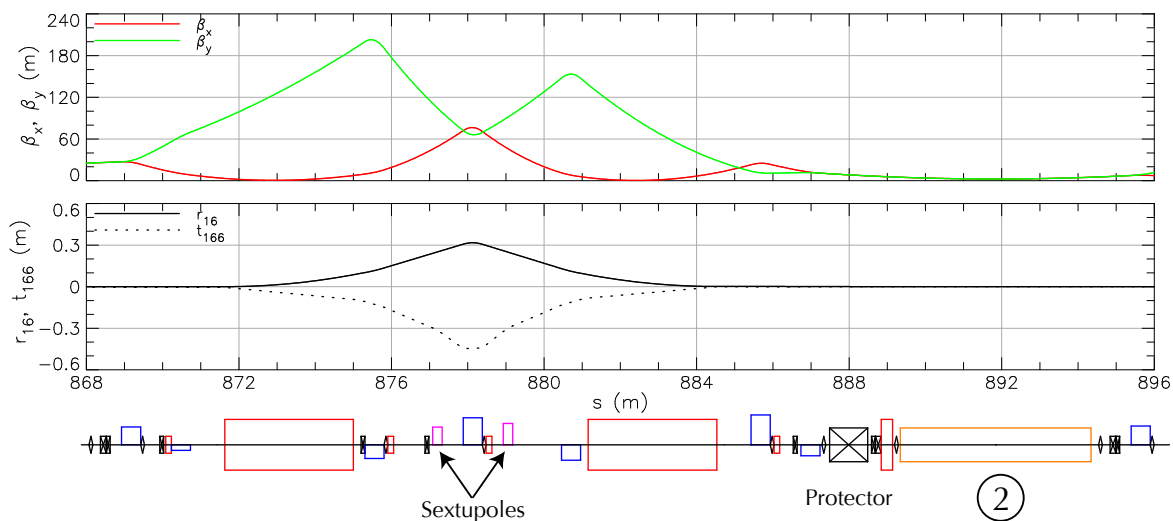 240
180
120
60
0
βx, βy (m)
βx
βy
0.6
0.3
0
−0.3
−0.6
r16, t166 (m)
r16
t166
868 872 876 880 884 888 892 896
s (m)
Sextupoles
Protector
2